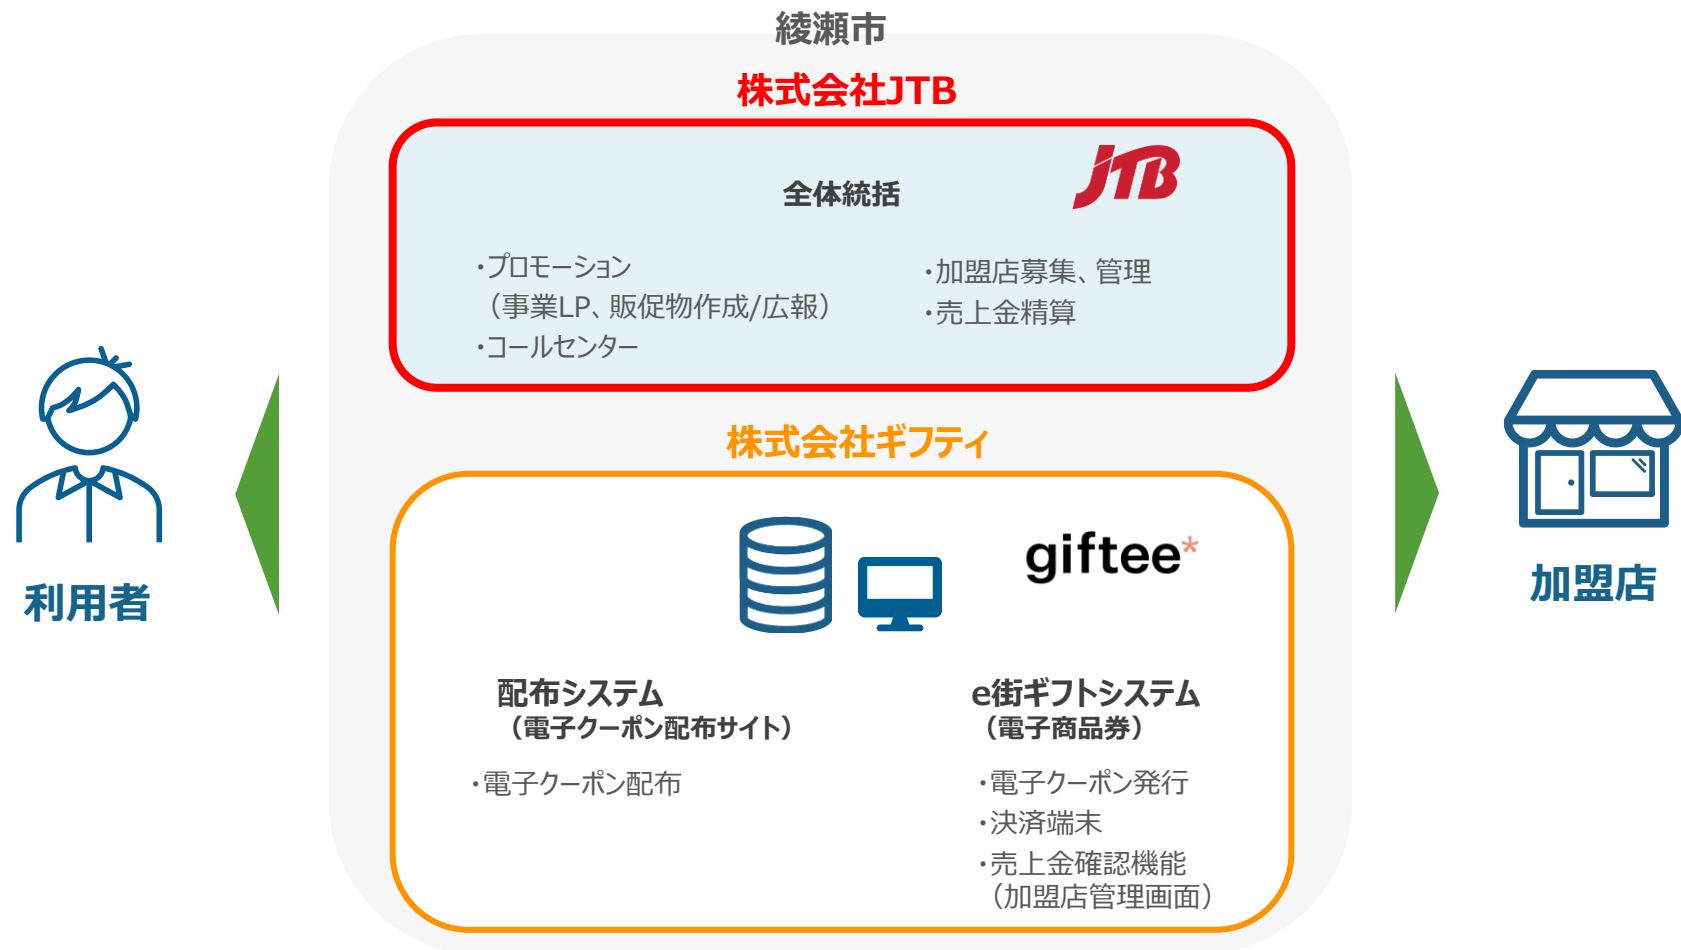 綾瀬市
株式会社JTB
JTB
全体統括
・プロモーション
（事業LP、販促物作成/広報）
・コールセンター
・加盟店募集、管理
・売上金精算
利用者
株式会社ギフティ
giftee*
配布システム
（電子クーポン配布サイト）
・電子クーポン配布
e街ギフトシステム
（電子商品券）
・電子クーポン発行
・決済端末
・売上金確認機能
（加盟店管理画面）
加盟店